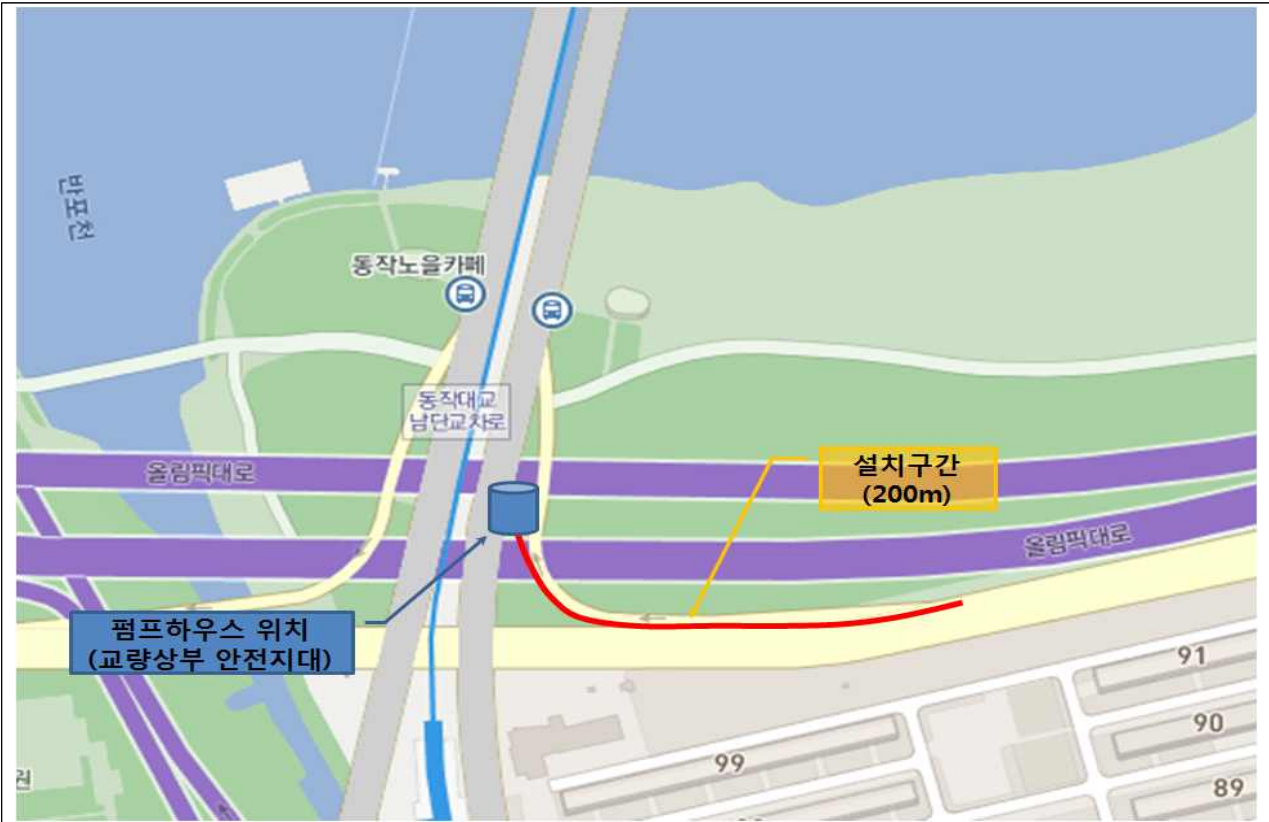 반포천
동작노을카페
동작대교
남단교차로
올림픽대로
설치구간
(200m)
올림픽대로
펌프하우스 위치
(교량상부 안전지대)
91
90
99
89
원